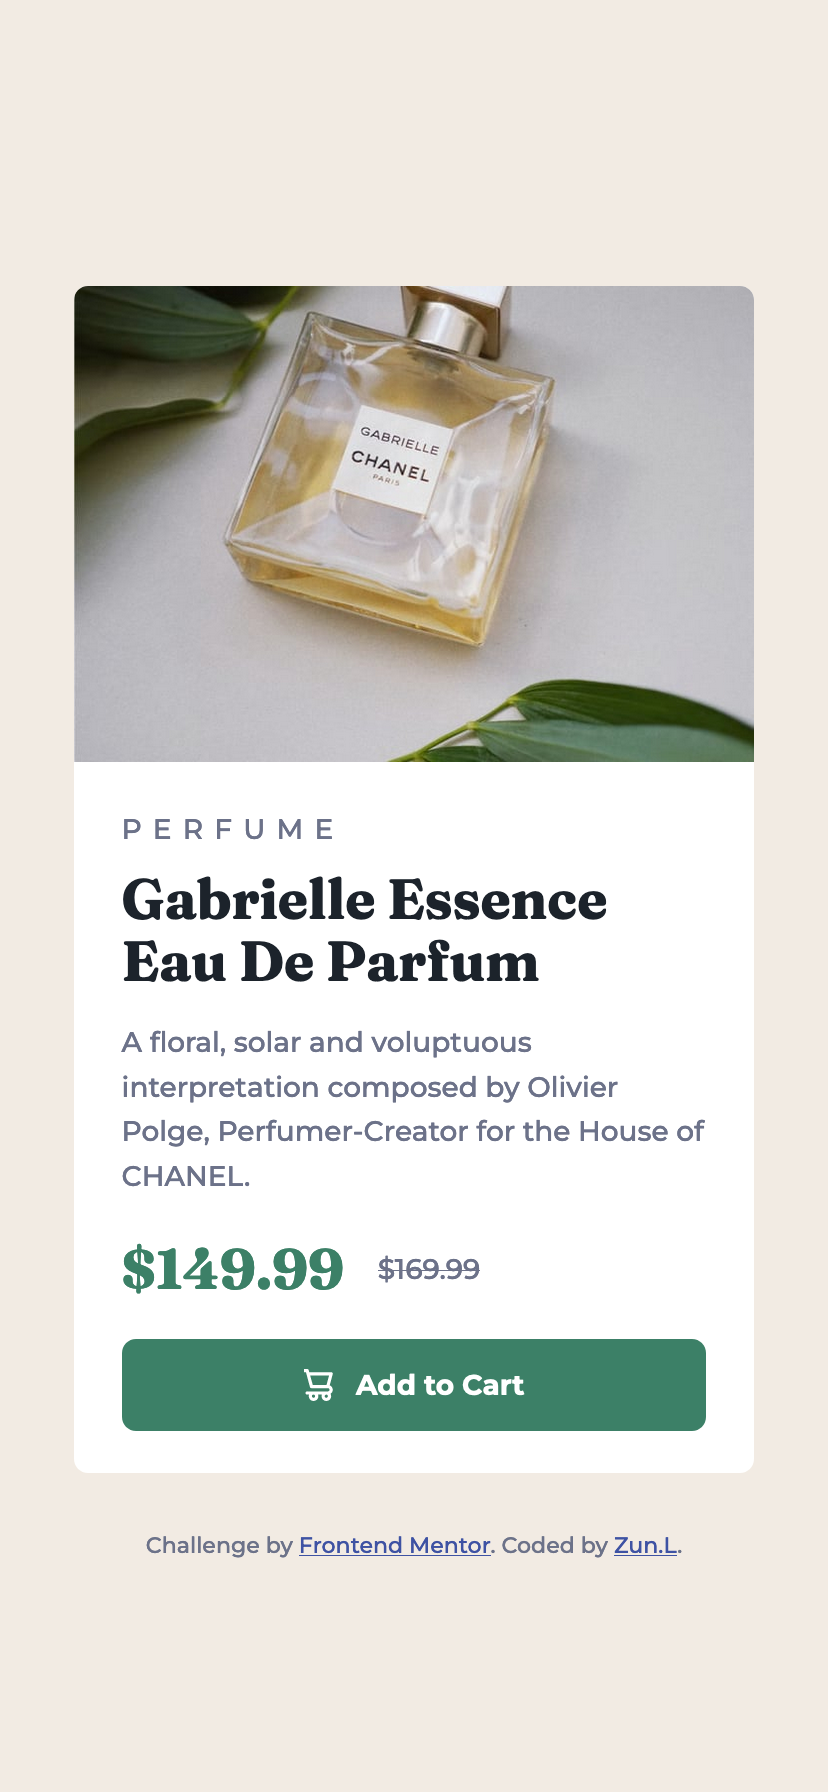 GABRIELLE
CHANEL
PARIS
PERFUME
Gabrielle Essence
Eau De Parfum
A floral, solar and voluptuous
interpretation composed by Olivier
Polge, Perfumer-Creator for the House of
CHANEL.
$149.99 $169.99
Add to Cart
Challenge by Frontend Mentor. Coded by Zun.L.